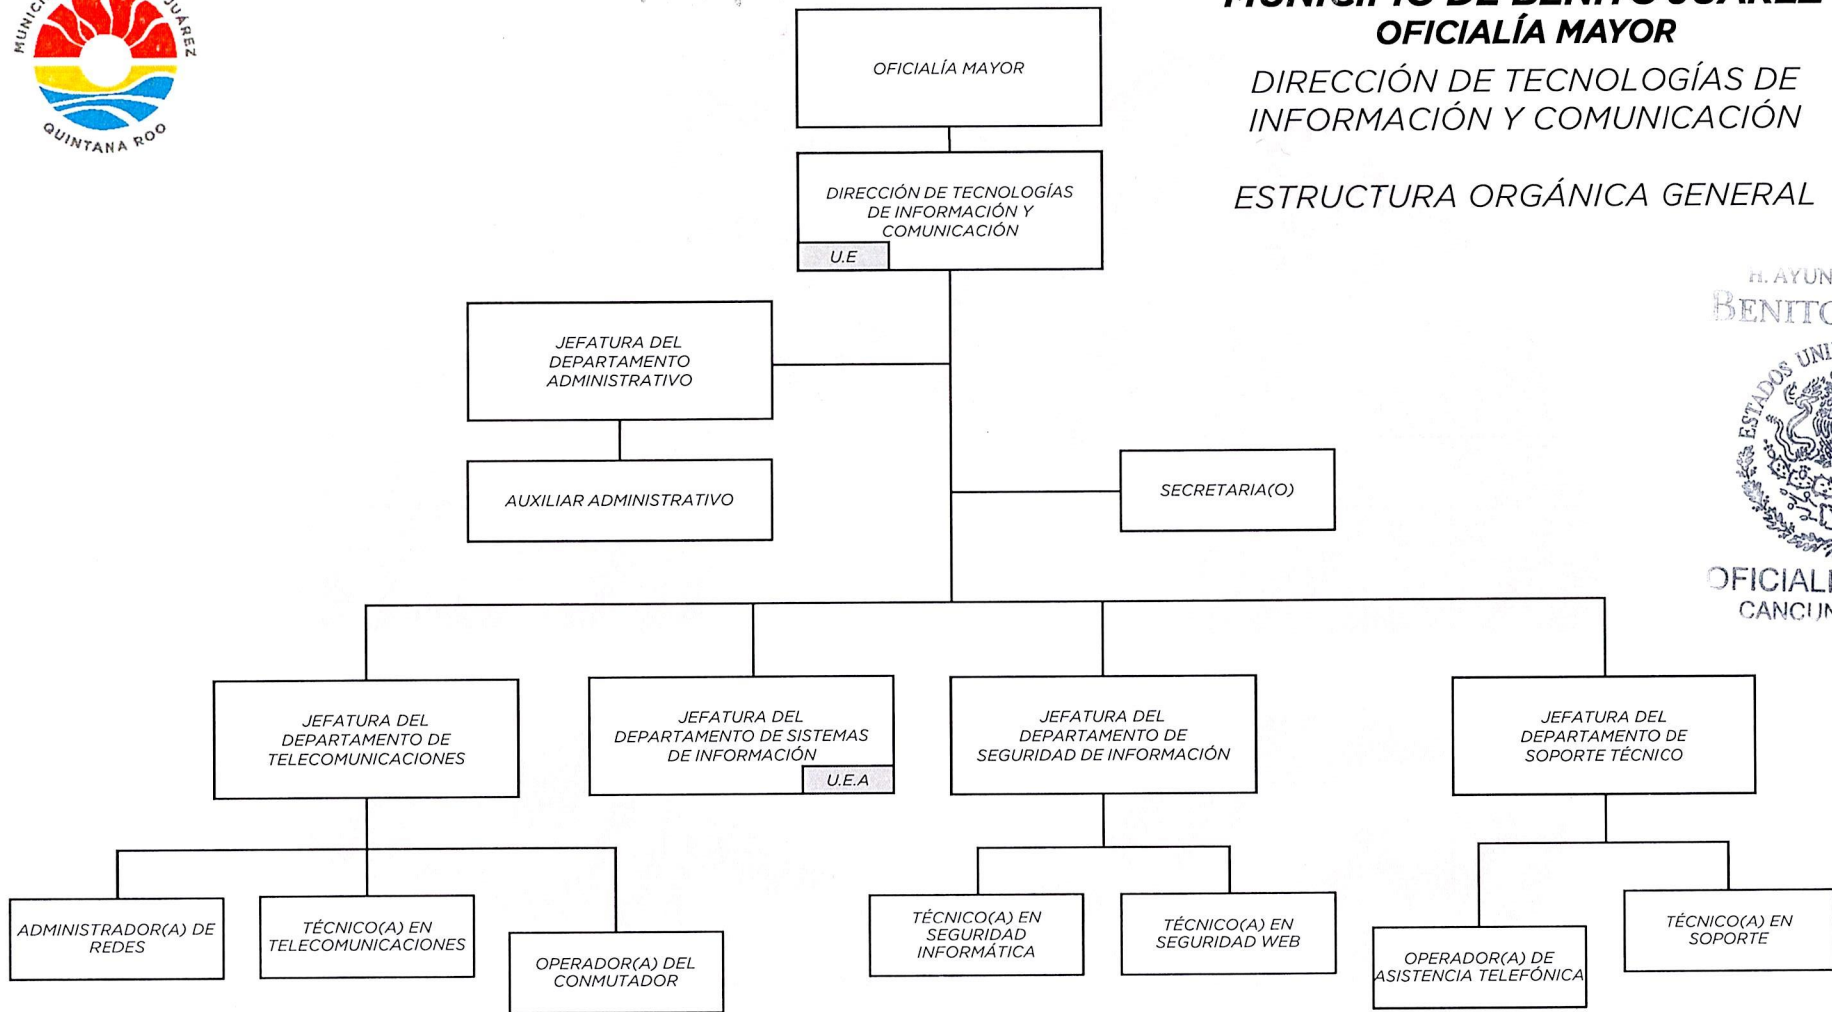 JUÁREZ
QUINTANA ROO
MUNICIPIO DE BENITO JUÁREZ
OFICIALÍA MAYOR
DIRECCIÓN DE TECNOLOGÍAS DE
INFORMACIÓN Y COMUNICACIÓN
ESTRUCTURA ORGÁNICA GENERAL
OFICIALÍA MAYOR
DIRECCIÓN DE TECNOLOGÍAS
DE INFORMACIÓN Y
COMUNICACIÓN
U.E
H. AYUN
BENITO
ESTADOS UNI
OFICIALI
CANCUN
JEFATURA DEL
DEPARTAMENTO
ADMINISTRATIVO
AUXILIAR ADMINISTRATIVO
SECRETARIA(O)
JEFATURA DEL
DEPARTAMENTO DE
TELECOMUNICACIONES
JEFATURA DEL
DEPARTAMENTO DE SISTEMAS
DE INFORMACIÓN
U.E.A
JEFATURA DEL
DEPARTAMENTO DE
SEGURIDAD DE INFORMACIÓN
JEFATURA DEL
DEPARTAMENTO DE
SOPORTE TÉCNICO
ADMINISTRADOR(A) DE
REDES
TÉCNICO(A) EN
TELECOMUNICACIONES
OPERADOR(A) DEL
CONMUTADOR
TÉCNICO(A) EN
SEGURIDAD
INFORMÁTICA
TÉCNICO(A) EN
SEGURIDAD WEB
OPERADOR(A) DE
ASISTENCIA TELEFÓNICA
TÉCNICO(A) EN
SOPORTE